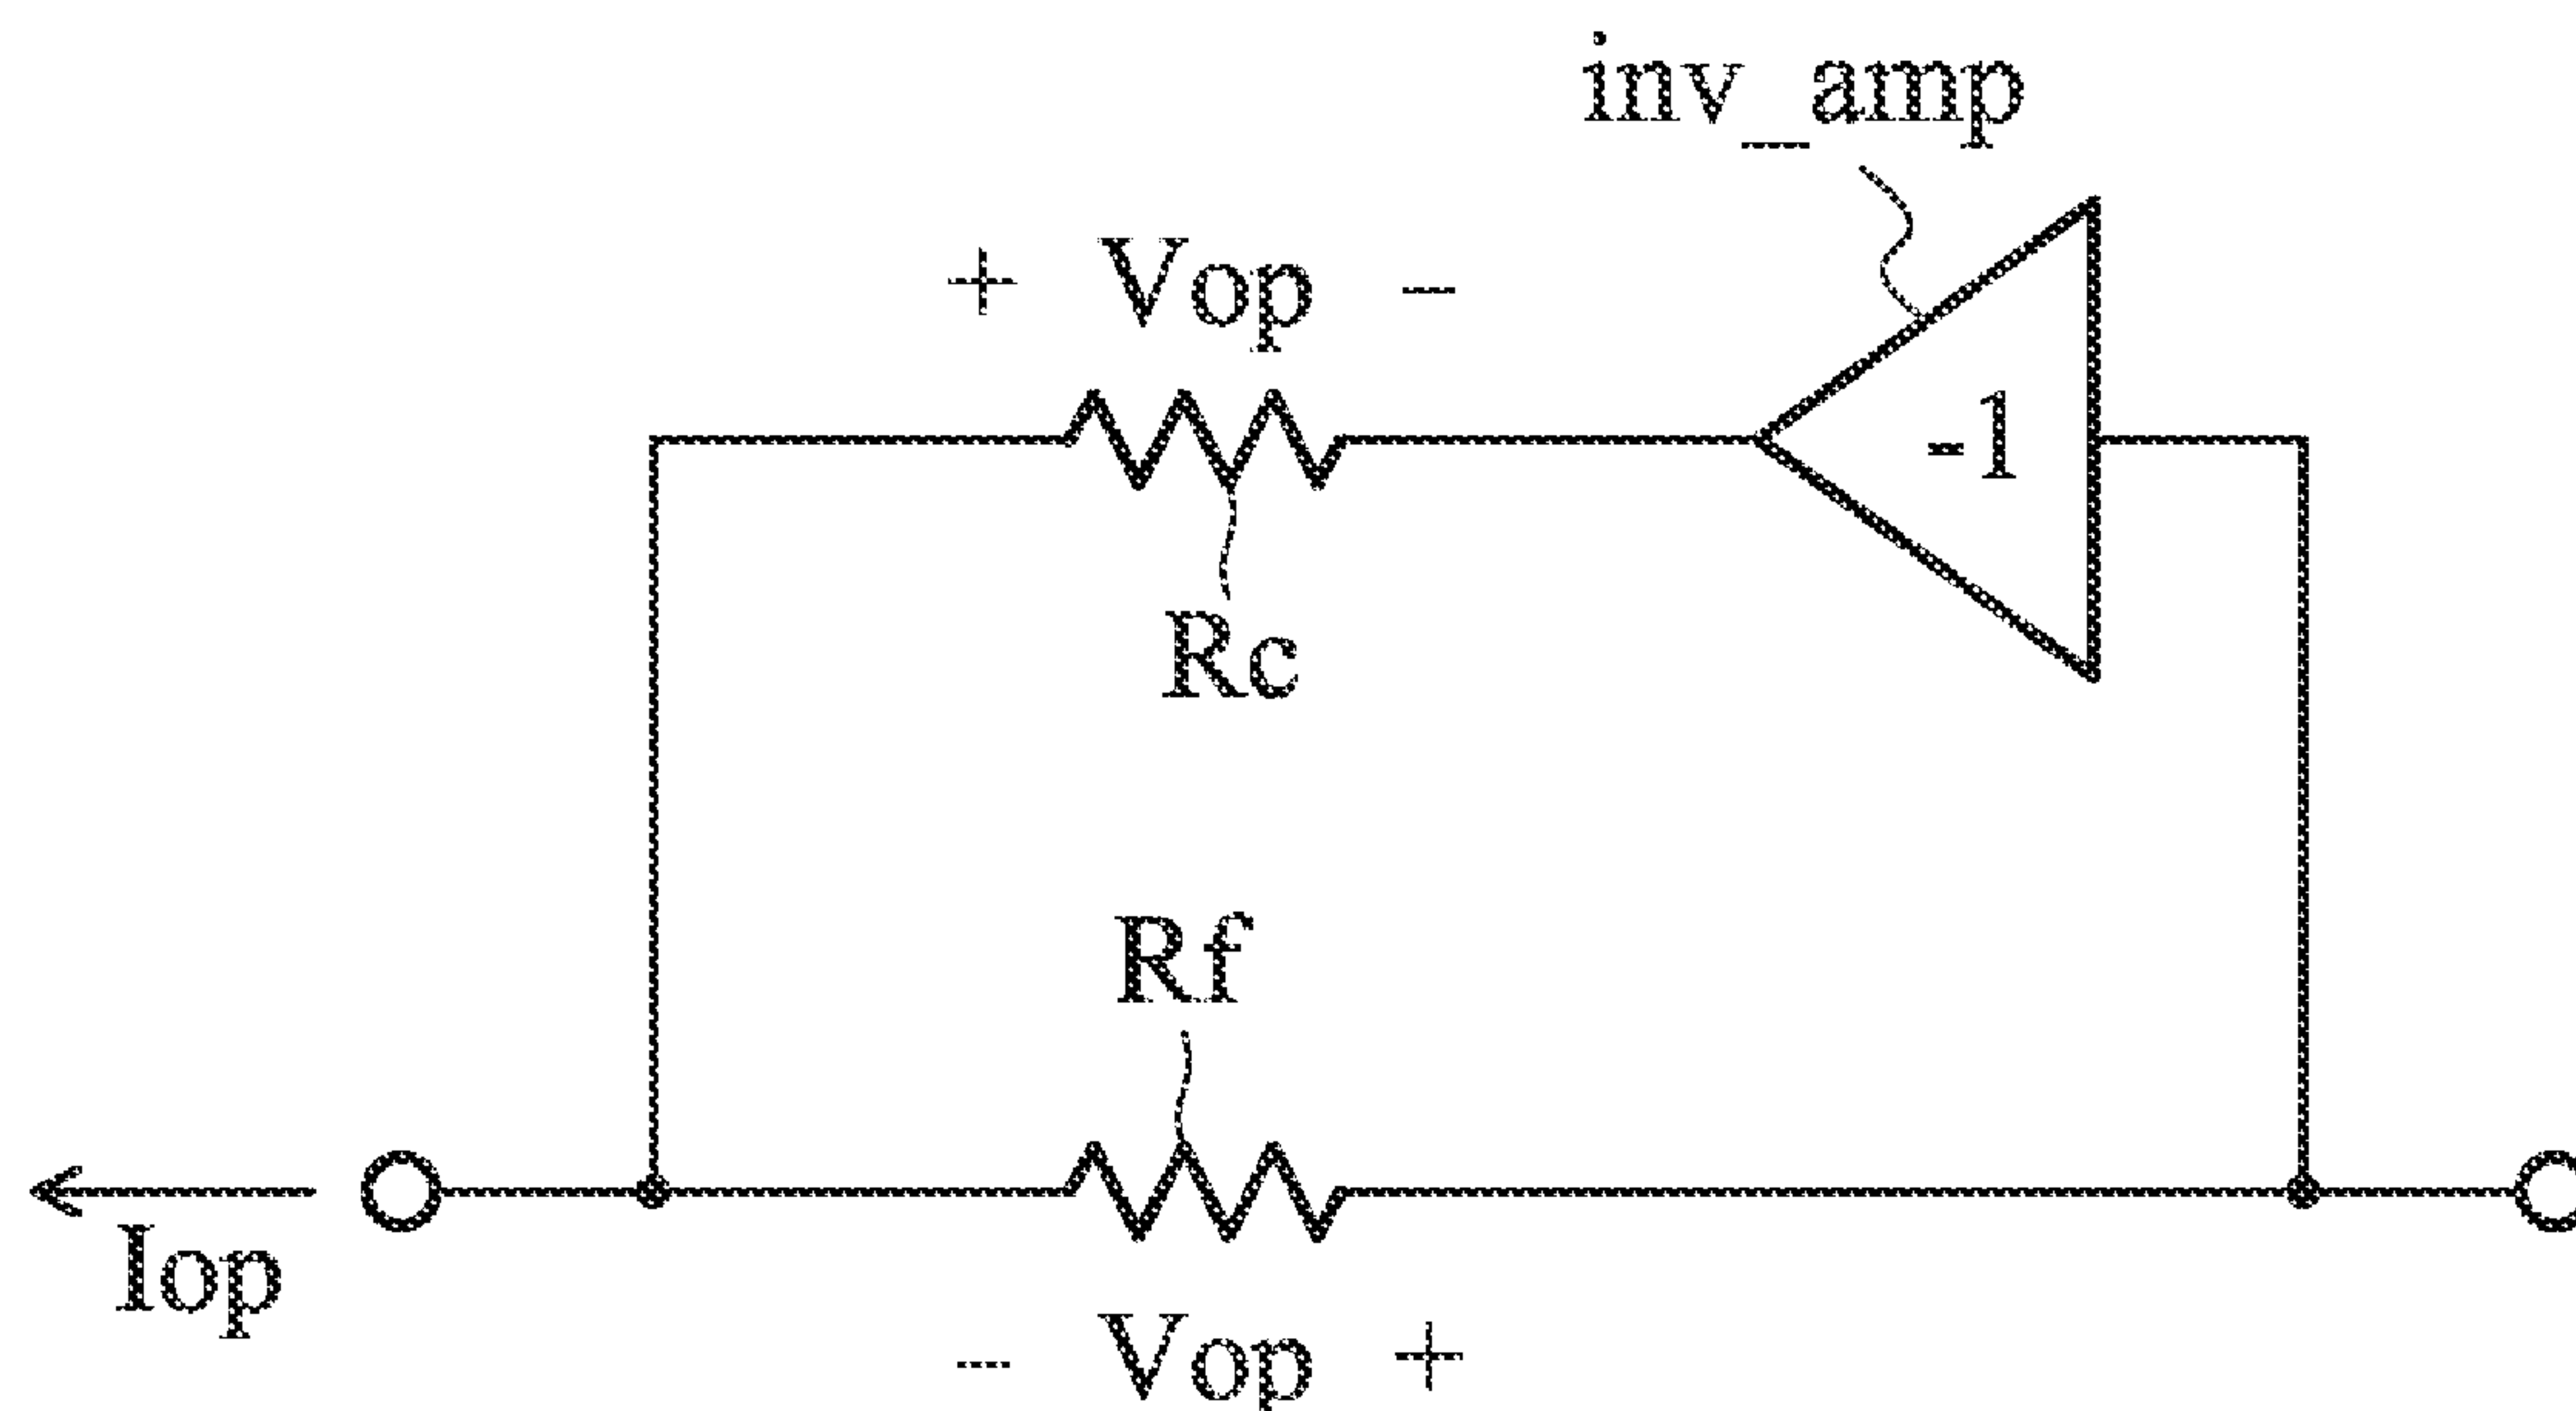 inv_amp
+ Vop -
-1
Rc
Rf
Iop
- Vop +